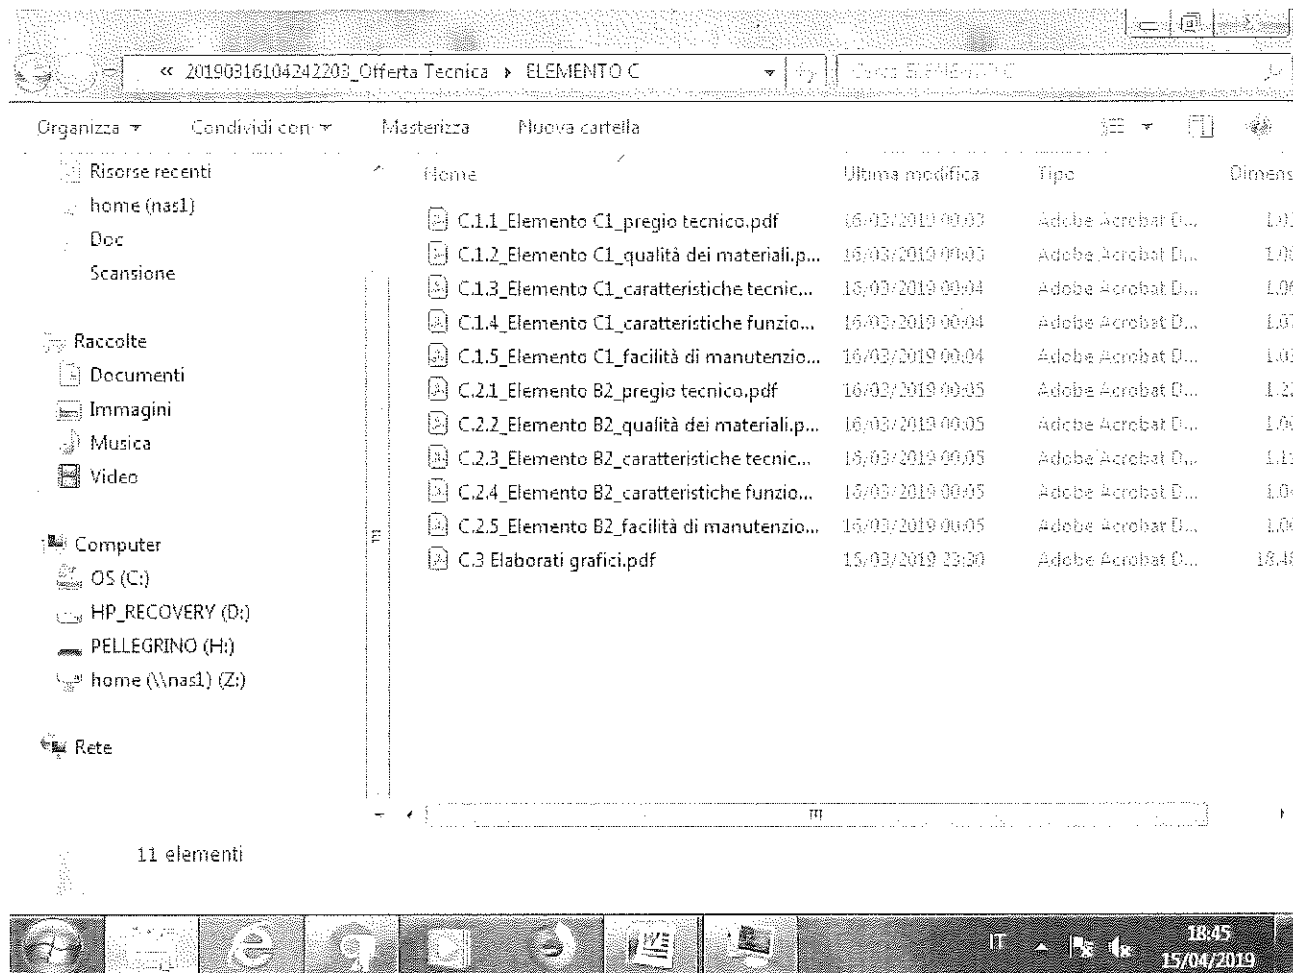 « 20190316104242203_Offerta Tecnica ▸ ELEMENTO C
Cerca ELEMENTO C
Organizza Condividi con Masterizza Nuova cartella
Risorse recenti
home (nas1)
Doc
Scansione
Raccolte
Documenti
Immagini
Musica
Video
Computer
OS (C:)
HP_RECOVERY (D:)
PELLEGRINO (H:)
home (\\nas1) (Z:)
Rete
Nome Ultima modifica Tipo Dimens
C.1.1_Elemento C1_pregio tecnico.pdf 16/03/2019 00:03 Adobe Acrobat D...
C.1.2_Elemento C1_qualità dei materiali.p... 16/03/2019 00:03 Adobe Acrobat D...
C.1.3_Elemento C1_caratteristiche tecnic... 16/03/2019 00:04 Adobe Acrobat D...
C.1.4_Elemento C1_caratteristiche funzio... 16/03/2019 00:04 Adobe Acrobat D...
C.1.5_Elemento C1_facilità di manutenzio... 16/03/2019 00:04 Adobe Acrobat D...
C.2.1_Elemento B2_pregio tecnico.pdf 16/03/2019 00:05 Adobe Acrobat D...
C.2.2_Elemento B2_qualità dei materiali.p... 16/03/2019 00:05 Adobe Acrobat D...
C.2.3_Elemento B2_caratteristiche tecnic... 16/03/2019 00:05 Adobe Acrobat D...
C.2.4_Elemento B2_caratteristiche funzio... 16/03/2019 00:05 Adobe Acrobat D...
C.2.5_Elemento B2_facilità di manutenzio... 16/03/2019 00:05 Adobe Acrobat D...
C.3 Elaborati grafici.pdf 15/03/2019 23:30 Adobe Acrobat D...
11 elementi
IT
18:45
15/04/2019